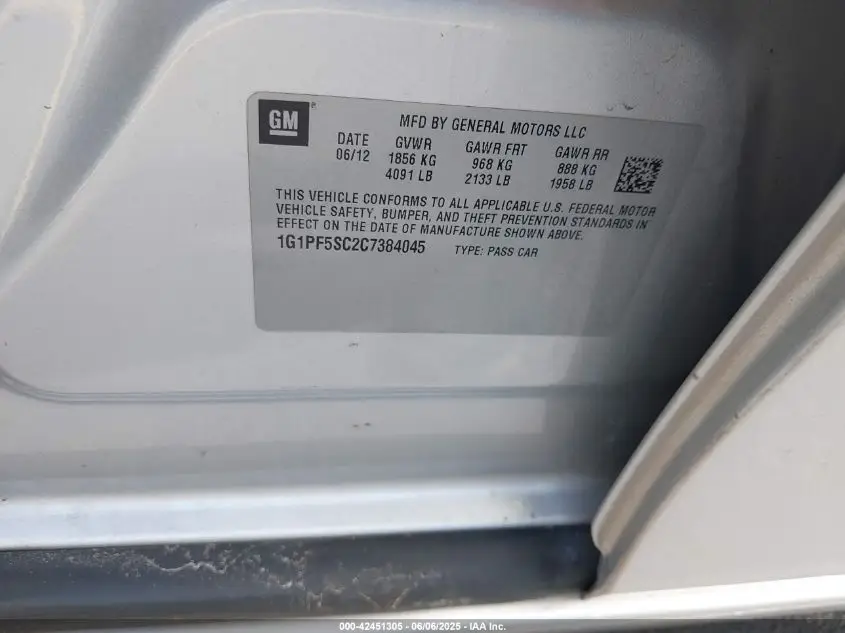 GM ®
MFD BY GENERAL MOTORS LLC
DATE GVWR GAWR FRT GAWR RR
06/12 1856 KG 968 KG 888 KG
4091 LB 2133 LB 1958 LB
THIS VEHICLE CONFORMS TO ALL APPLICABLE U.S. FEDERAL MOTOR
VEHICLE SAFETY, BUMPER, AND THEFT PREVENTION STANDARDS IN
EFFECT ON THE DATE OF MANUFACTURE SHOWN ABOVE.
1G1PF5SC2C7384045 TYPE: PASS CAR
000-42451305 - 06/06/2025 - IAA Inc.